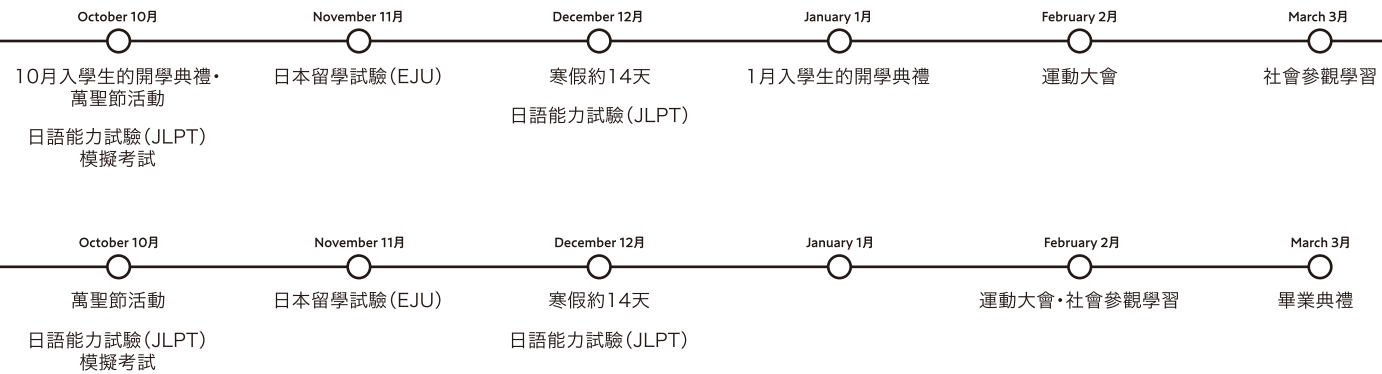 October 10月
November 11月
December 12月
January 1月
February 2月
March 3月
10月入學生的開學典禮・
萬聖節活動
日語能力試驗（JLPT）
模擬考試
日本留學試驗（EJU）
寒假約14天
日語能力試驗（JLPT）
1月入學生的開學典禮
運動大會
社會參觀學習
October 10月
November 11月
December 12月
January 1月
February 2月
March 3月
萬聖節活動
日語能力試驗（JLPT）
模擬考試
日本留學試驗（EJU）
寒假約14天
日語能力試驗（JLPT）
運動大會・社會參觀學習
畢業典禮